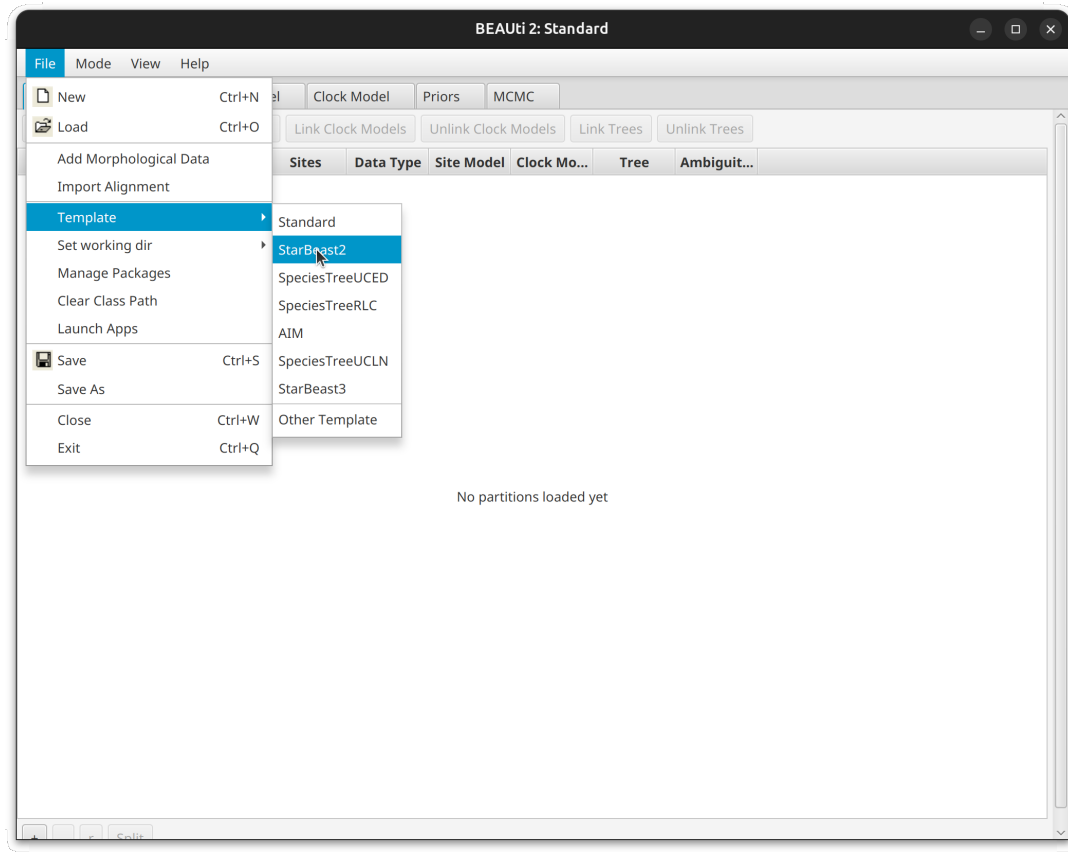 BEAUti 2: Standard
File Mode View Help
el Clock Model Priors MCMC
Link Clock Models Unlink Clock Models Link Trees Unlink Trees
Sites Data Type Site Model Clock Mo... Tree Ambiguit...
New Ctrl+N
Load Ctrl+O
Add Morphological Data
Import Alignment
Template
Set working dir
Manage Packages
Clear Class Path
Launch Apps
Save Ctrl+S
Save As
Close Ctrl+W
Exit Ctrl+Q
Standard
StarBeast2
SpeciesTreeUCED
SpeciesTreeRLC
AIM
SpeciesTreeUCLN
StarBeast3
Other Template
No partitions loaded yet
+ - r Split